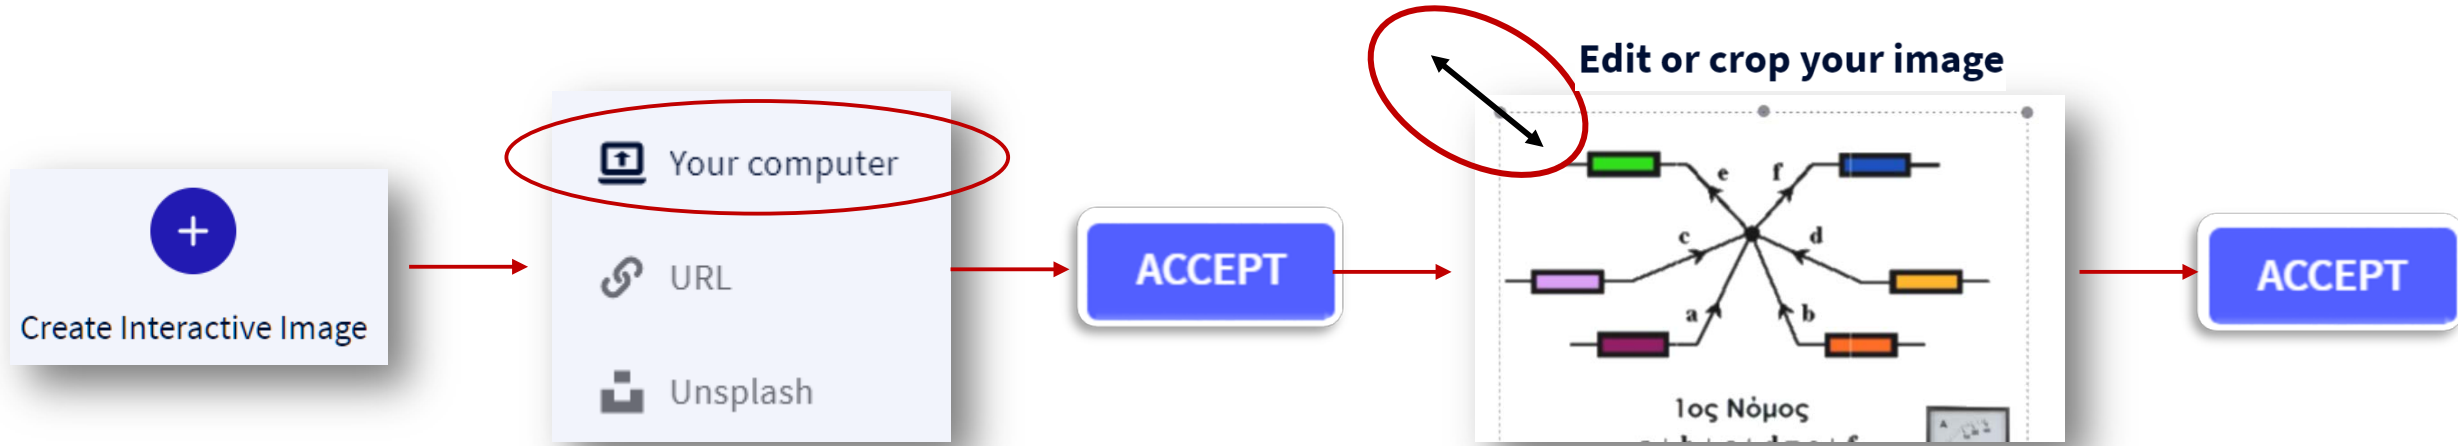 Create Interactive Image
Your computer
URL
Unsplash
ACCEPT
Edit or crop your image
e f
c d
a b
1ος Νόμος
A
ACCEPT